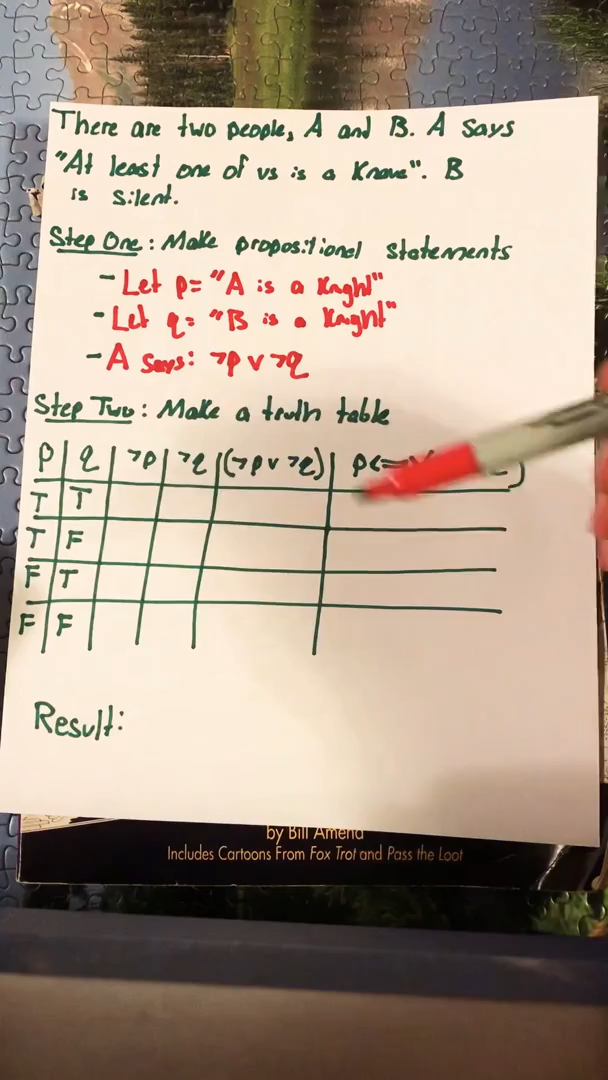 There are two people, A and B. A says
"At least one of us is a Knave". B
is silent.
Step One: Make propositional statements
- Let p= "A is a Knight"
- Let q= "B is a Knight"
- A says: ¬p ∨ ¬q
Step Two: Make a truth table
p q ¬p ¬q (¬p ∨ ¬q) p<=
T T
T F
F T
F F
Result:
by Bill Amend
Includes Cartoons From Fox Trot and Pass the Loot